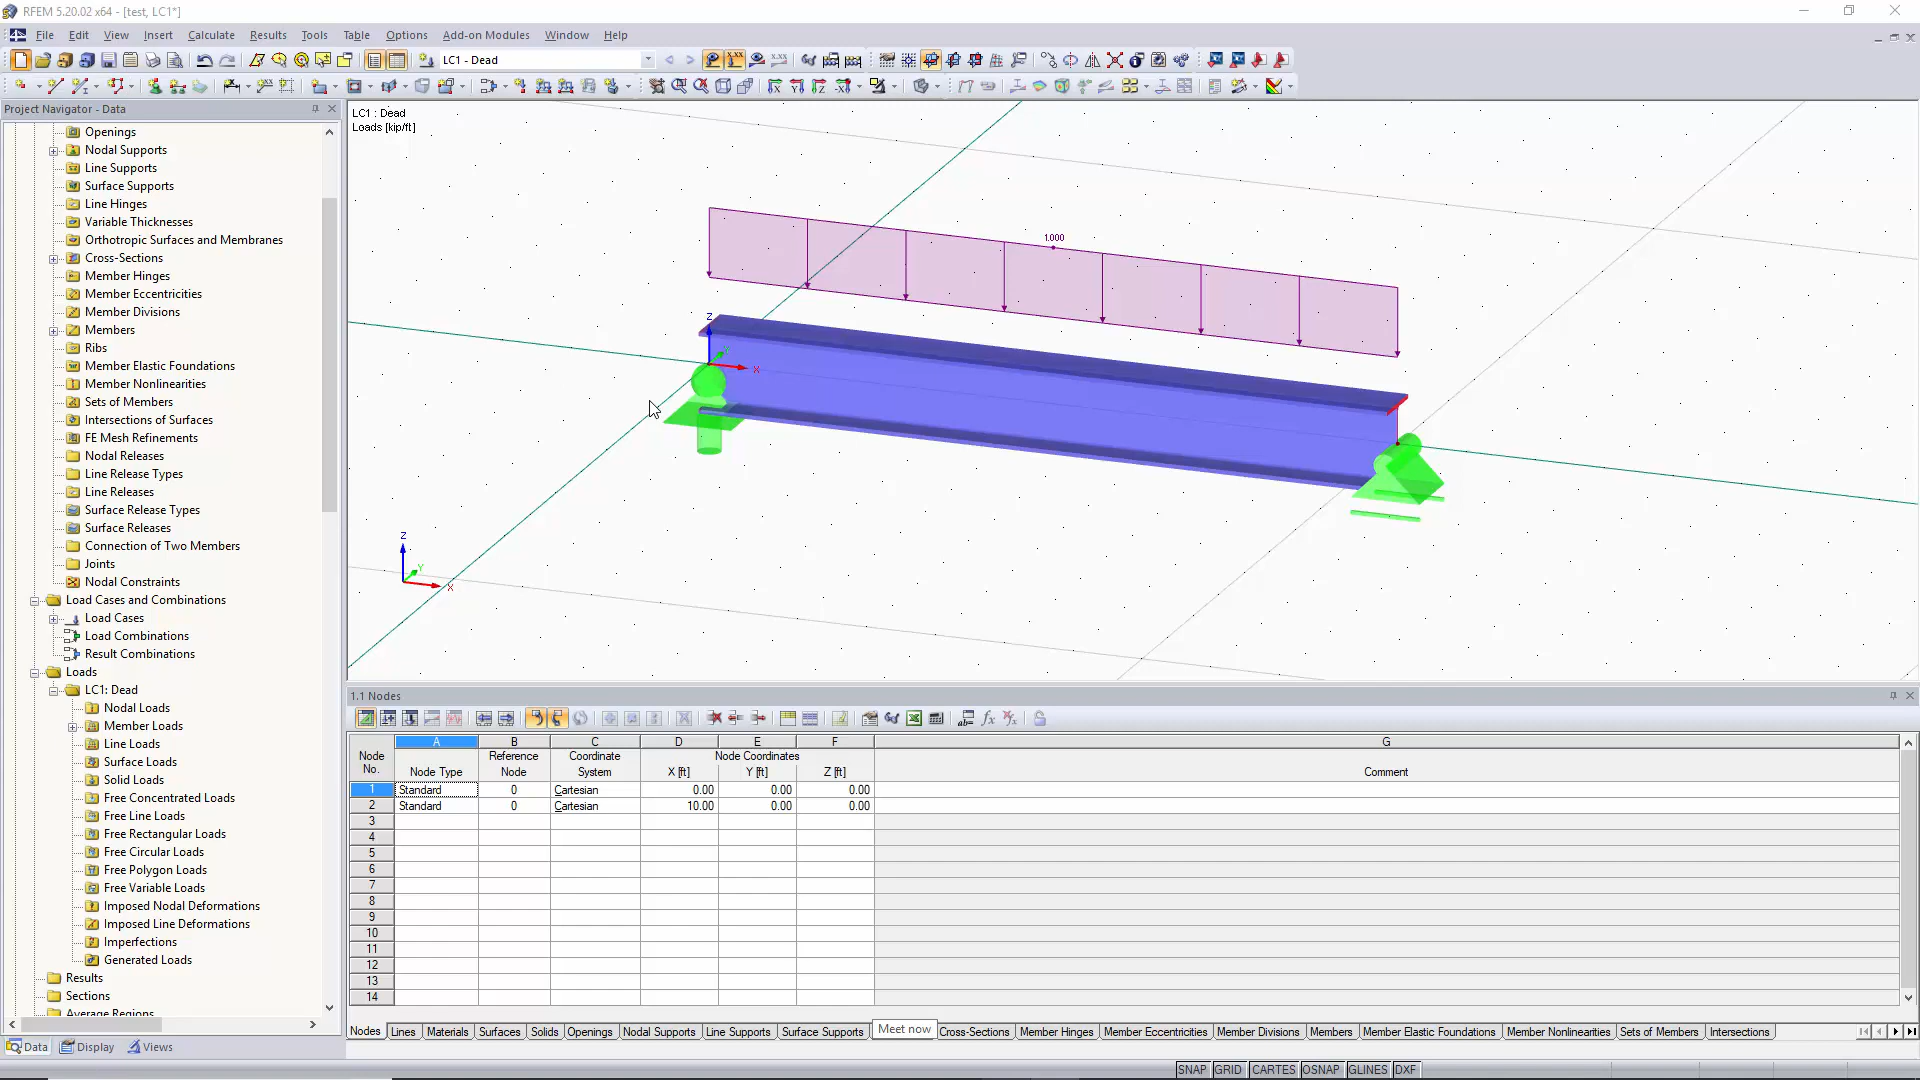 RFEM 5.20.02 x64 - [test, LC1*]
File Edit View Insert Calculate Results Tools Table Options Add-on Modules Window Help
LC1 - Dead
Project Navigator - Data
Openings
Nodal Supports
Line Supports
Surface Supports
Line Hinges
Variable Thicknesses
Orthotropic Surfaces and Membranes
Cross-Sections
Member Hinges
Member Eccentricities
Member Divisions
Members
Ribs
Member Elastic Foundations
Member Nonlinearities
Sets of Members
Intersections of Surfaces
FE Mesh Refinements
Nodal Releases
Line Release Types
Line Releases
Surface Release Types
Surface Releases
Connection of Two Members
Joints
Nodal Constraints
Load Cases and Combinations
Load Cases
Load Combinations
Result Combinations
Loads
LC1: Dead
Nodal Loads
Member Loads
Line Loads
Surface Loads
Solid Loads
Free Concentrated Loads
Free Line Loads
Free Rectangular Loads
Free Circular Loads
Free Polygon Loads
Free Variable Loads
Imposed Nodal Deformations
Imposed Line Deformations
Imperfections
Generated Loads
Results
Sections
Average Regions
Data Display Views
LC1 : Dead
Loads [kip/ft]
1.000
Z
Y
X
Z
Y
X
1.1 Nodes
A B C D E F G
Node Reference Coordinate Node Coordinates
No. Node Type Node System X [ft] Y [ft] Z [ft] Comment
1 Standard 0 Cartesian 0.00 0.00 0.00
2 Standard 0 Cartesian 10.00 0.00 0.00
3
4
5
6
7
8
9
10
11
12
13
14
Nodes Lines Materials Surfaces Solids Openings Nodal Supports Line Supports Surface Supports Meet now Cross-Sections Member Hinges Member Eccentricities Member Divisions Members Member Elastic Foundations Member Nonlinearities Sets of Members Intersections
SNAP GRID CARTES OSNAP GLINES DXF